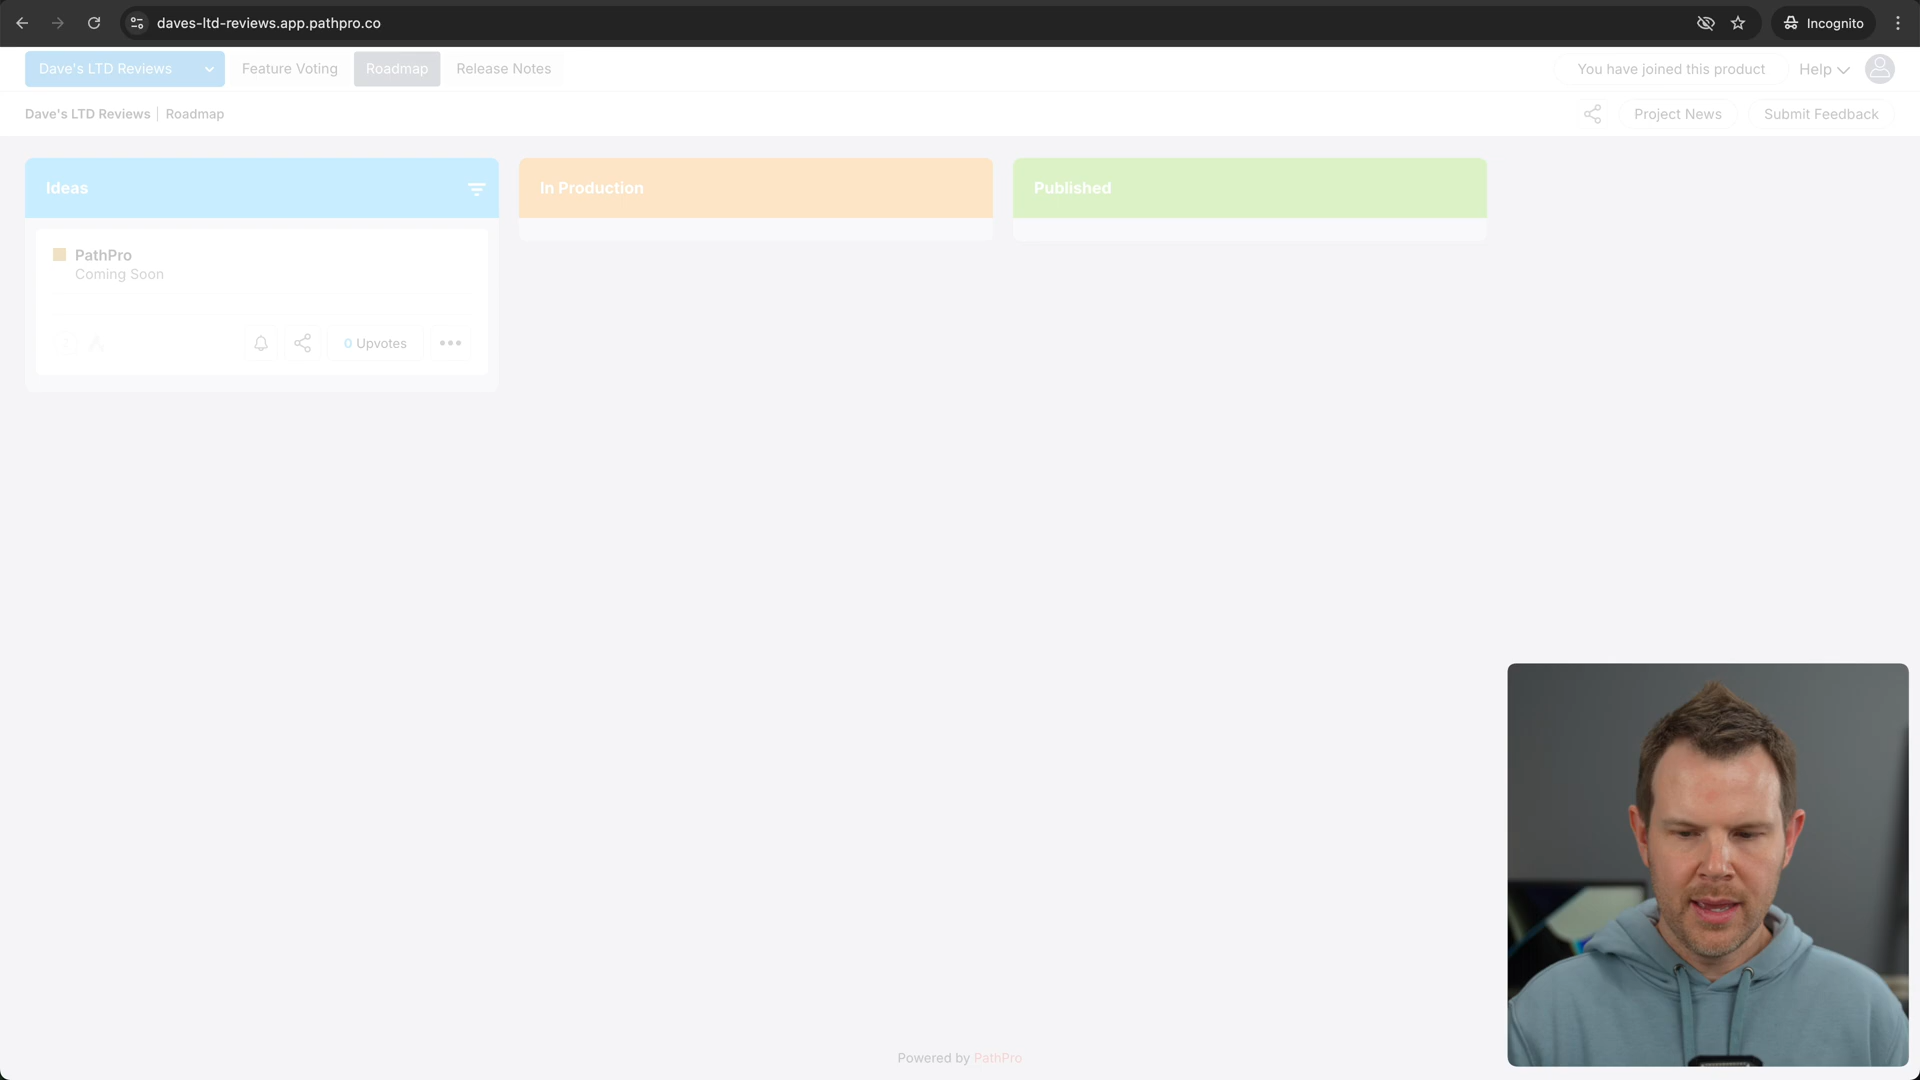 daves-ltd-reviews.app.pathpro.co
Incognito
Dave's LTD Reviews
Feature Voting
Roadmap
Release Notes
You have joined this product
Help
Dave's LTD Reviews | Roadmap
Project News
Submit Feedback
Ideas
In Production
Published
PathPro
Coming Soon
0 Upvotes
Powered by PathPro